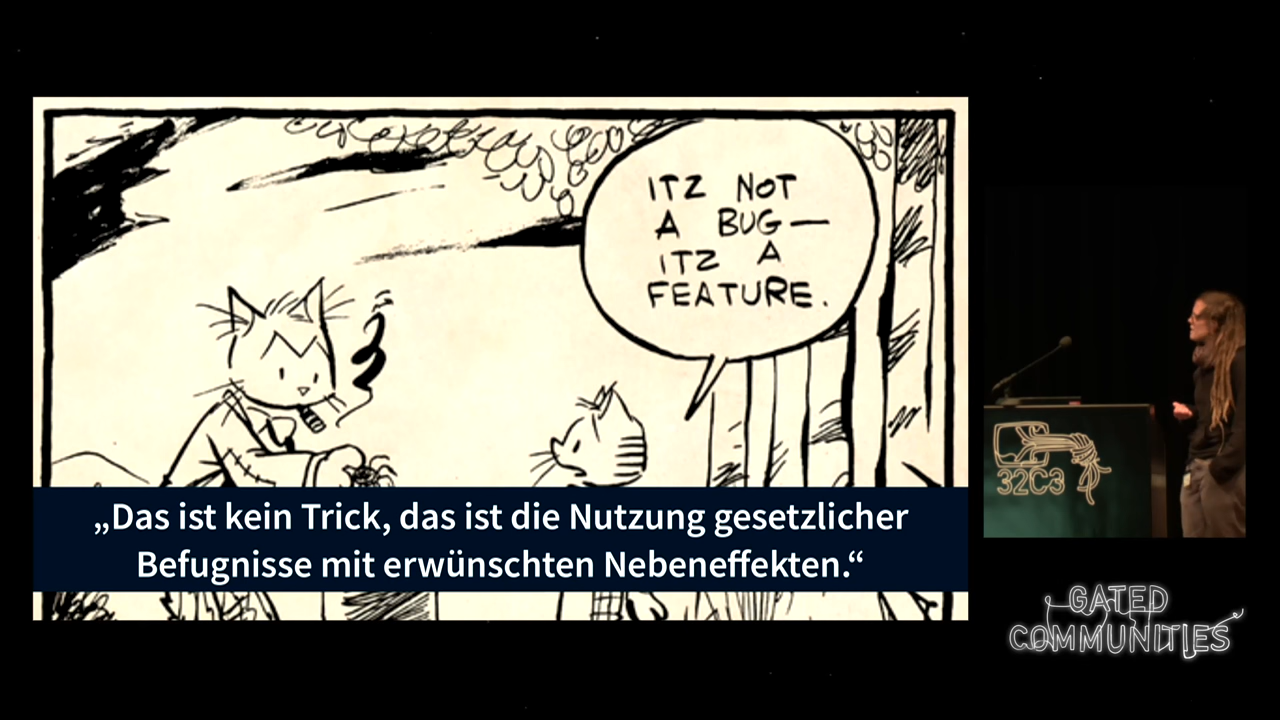 ITZ NOT
A BUG—
ITZ A
FEATURE.
„Das ist kein Trick, das ist die Nutzung gesetzlicher
Befugnisse mit erwünschten Nebeneffekten.“
32C3
GATED
COMMUNITIES